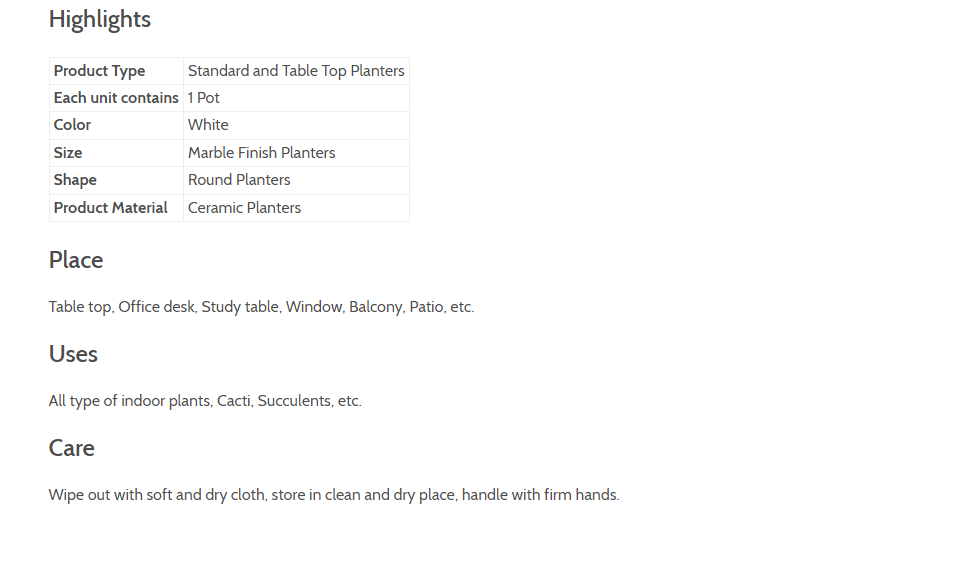 Highlights
Product Type Standard and Table Top Planters
Each unit contains 1 Pot
Color White
Size Marble Finish Planters
Shape Round Planters
Product Material Ceramic Planters
Place
Table top, Office desk, Study table, Window, Balcony, Patio, etc.
Uses
All type of indoor plants, Cacti, Succulents, etc.
Care
Wipe out with soft and dry cloth, store in clean and dry place, handle with firm hands.